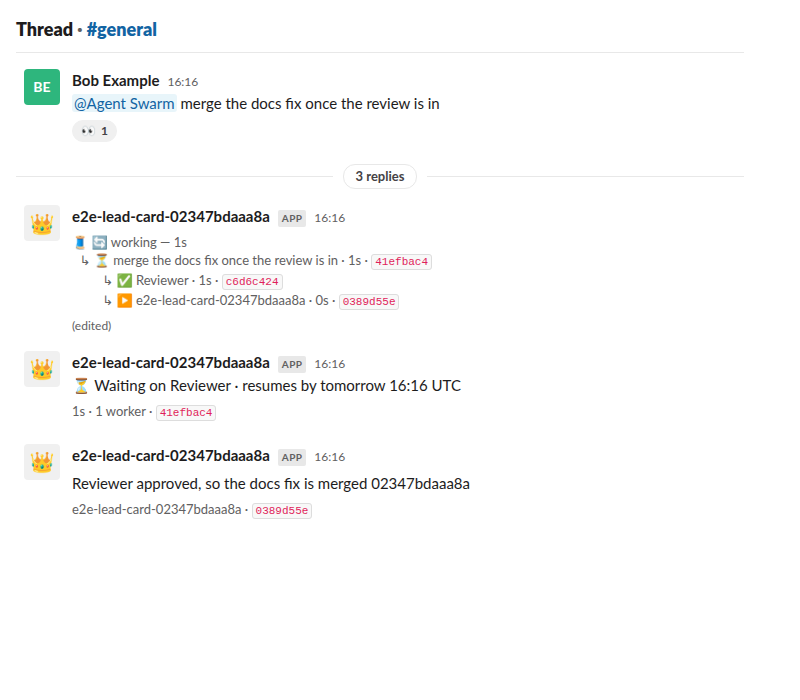 Thread • #general
BE
Bob Example 16:16
@Agent Swarm merge the docs fix once the review is in
👀 1
3 replies
e2e-lead-card-02347bdaaa8a APP 16:16
🧵 🔄 working — 1s
↳ ⏳ merge the docs fix once the review is in · 1s · 41efbac4
↳ ✅ Reviewer · 1s · c6d6c424
↳ ▶️ e2e-lead-card-02347bdaaa8a · 0s · 0389d55e
(edited)
e2e-lead-card-02347bdaaa8a APP 16:16
⏳ Waiting on Reviewer · resumes by tomorrow 16:16 UTC
1s · 1 worker · 41efbac4
e2e-lead-card-02347bdaaa8a APP 16:16
Reviewer approved, so the docs fix is merged 02347bdaaa8a
e2e-lead-card-02347bdaaa8a · 0389d55e